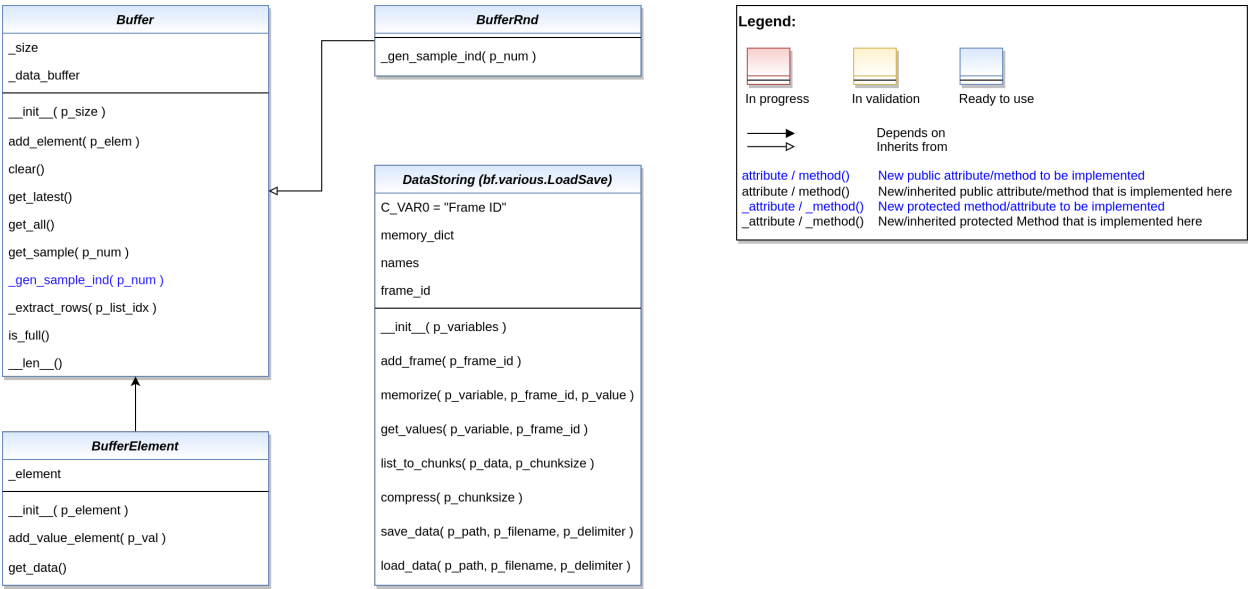 Buffer
_size
_data_buffer
__init__( p_size )
add_element( p_elem )
clear()
get_latest()
get_all()
get_sample( p_num )
_gen_sample_ind( p_num )
_extract_rows( p_list_idx )
is_full()
__len__()
BufferElement
_element
__init__( p_element )
add_value_element( p_val )
get_data()
BufferRnd
_gen_sample_ind( p_num )
DataStoring (bf.various.LoadSave)
C_VAR0 = "Frame ID"
memory_dict
names
frame_id
__init__( p_variables )
add_frame( p_frame_id )
memorize( p_variable, p_frame_id, p_value )
get_values( p_variable, p_frame_id )
list_to_chunks( p_data, p_chunksize )
compress( p_chunksize )
save_data( p_path, p_filename, p_delimiter )
load_data( p_path, p_filename, p_delimiter )
Legend:
In progress In validation Ready to use
Depends on
Inherits from
attribute / method() New public attribute/method to be implemented
attribute / method() New/inherited public attribute/method that is implemented here
_attribute / _method() New protected method/attribute to be implemented
_attribute / _method() New/inherited protected Method that is implemented here